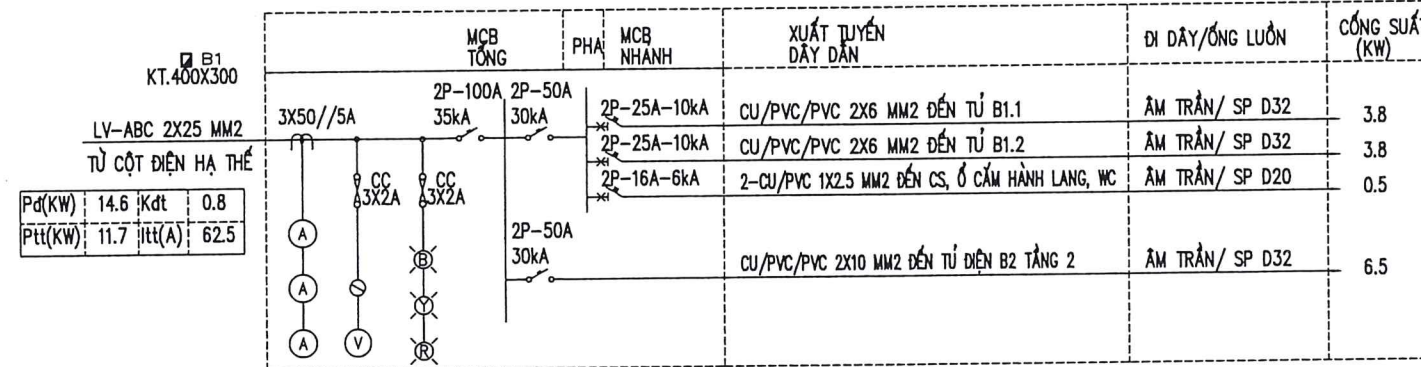 B1
KT.400X300
LV-ABC 2X25 MM2
TỪ CỘT ĐIỆN HẠ THẾ
Pđ(KW) 14.6 Kđt 0.8
Ptt(KW) 11.7 Itt(A) 62.5
MCB TỔNG
PHA
MCB NHÁNH
XUẤT TUYẾN DÂY DẪN
ĐI DÂY/ỐNG LUỒN
CÔNG SUẤT (KW)
3X50//5A
2P-100A
35kA
2P-50A
30kA
2P-25A-10kA
CU/PVC/PVC 2X6 MM2 ĐẾN TỦ B1.1
ÂM TRẦN/ SP D32
3.8
2P-25A-10kA
CU/PVC/PVC 2X6 MM2 ĐẾN TỦ B1.2
ÂM TRẦN/ SP D32
3.8
2P-16A-6kA
2-CU/PVC 1X2.5 MM2 ĐẾN CS, Ổ CẮM HÀNH LANG, WC
ÂM TRẦN/ SP D20
0.5
CC
3X2A
CC
3X2A
2P-50A
30kA
CU/PVC/PVC 2X10 MM2 ĐẾN TỦ ĐIỆN B2 TẦNG 2
ÂM TRẦN/ SP D32
6.5
A
A
A
V
B
Y
R